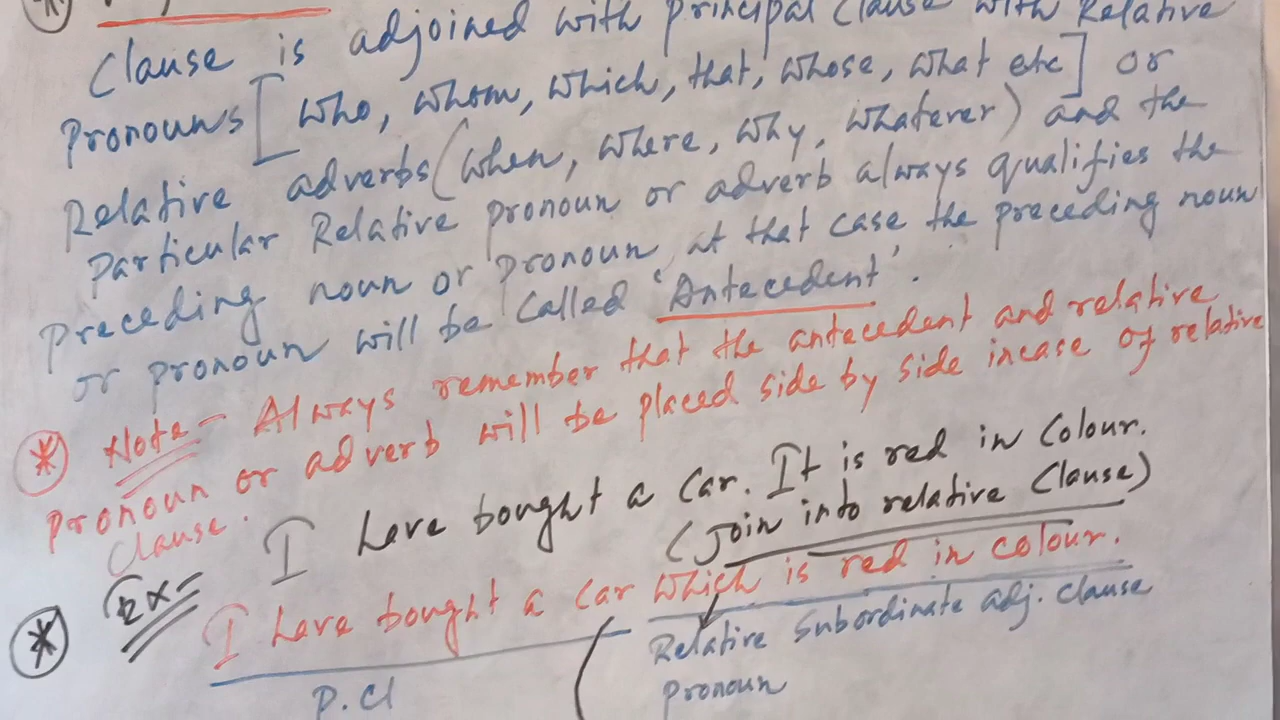 Clause is adjoined with principal clause with Relative
Pronouns [who, whom, which, that, whose, what etc] or
Relative adverbs (when, where, why, whatever) and the
Particular Relative pronoun or adverb always qualifies the
Preceding noun or pronoun, at that case the preceding noun
or pronoun will be called 'Antecedent'.
* Note - Always remember that the antecedent and relative
pronoun or adverb will be placed side by side incase of relative
clause.
* Ex= I have bought a car. It is red in Colour.
(Join into relative Clause)
I have bought a car which is red in colour.
P.Cl
Relative Subordinate adj. clause
pronoun